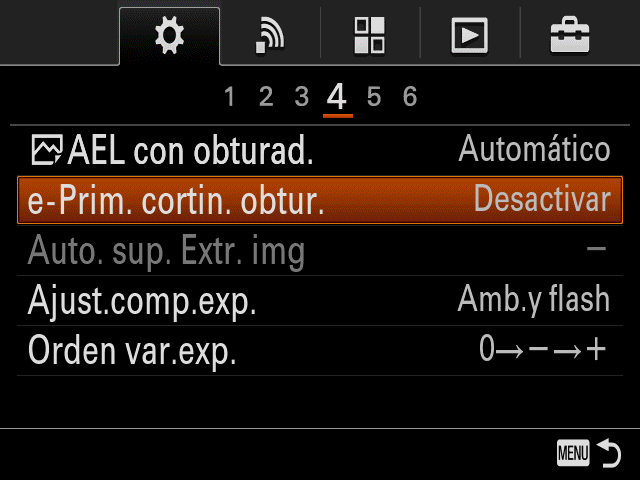 1 2 3 4 5 6
AEL con obturad. Automático
e-Prim. cortin. obtur. Desactivar
Auto. sup. Extr. img –
Ajust.comp.exp. Amb.y flash
Orden var.exp. 0→−→+
MENU